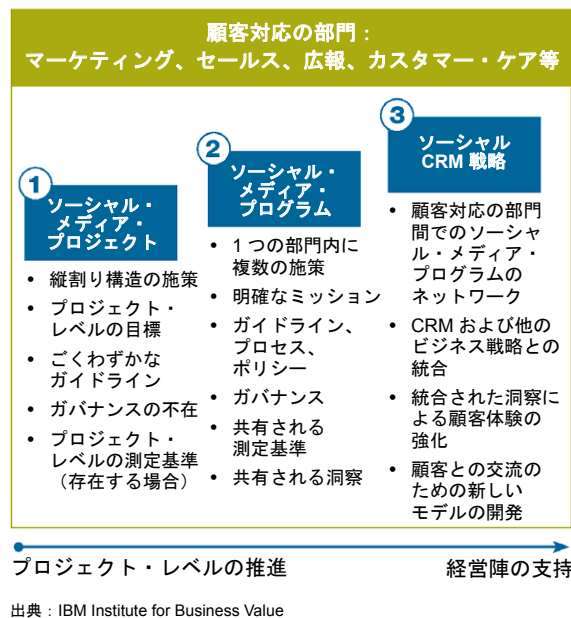 顧客対応の部門：
マーケティング、セールス、広報、カスタマー・ケア等
1
ソーシャル・
メディア・
プロジェクト
• 縦割り構造の施策
• プロジェクト・
レベルの目標
• ごくわずかな
ガイドライン
• ガバナンスの不在
• プロジェクト・
レベルの測定基準
（存在する場合）
2
ソーシャル・
メディア・
プログラム
• 1 つの部門内に
複数の施策
• 明確なミッション
• ガイドライン、
プロセス、
ポリシー
• ガバナンス
• 共有される
測定基準
• 共有される洞察
3
ソーシャル
CRM 戦略
• 顧客対応の部門
間でのソーシャ
ル・メディア・
プログラムの
ネットワーク
• CRM および他の
ビジネス戦略との
統合
• 統合された洞察に
よる顧客体験の
強化
• 顧客との交流の
ための新しい
モデルの開発
プロジェクト・レベルの推進
経営陣の支持
出典：IBM Institute for Business Value